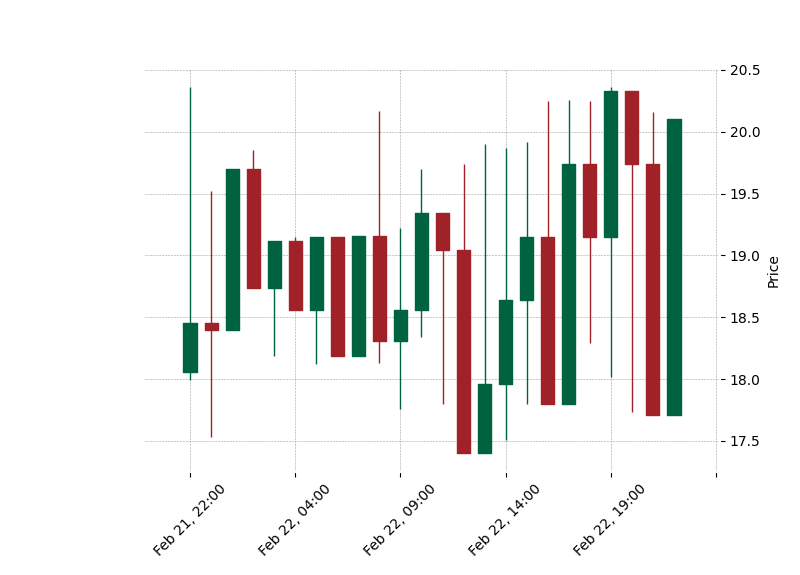 20.5
20.0
19.5
19.0
18.5
18.0
17.5
Price
Feb 21, 22:00
Feb 22, 04:00
Feb 22, 09:00
Feb 22, 14:00
Feb 22, 19:00